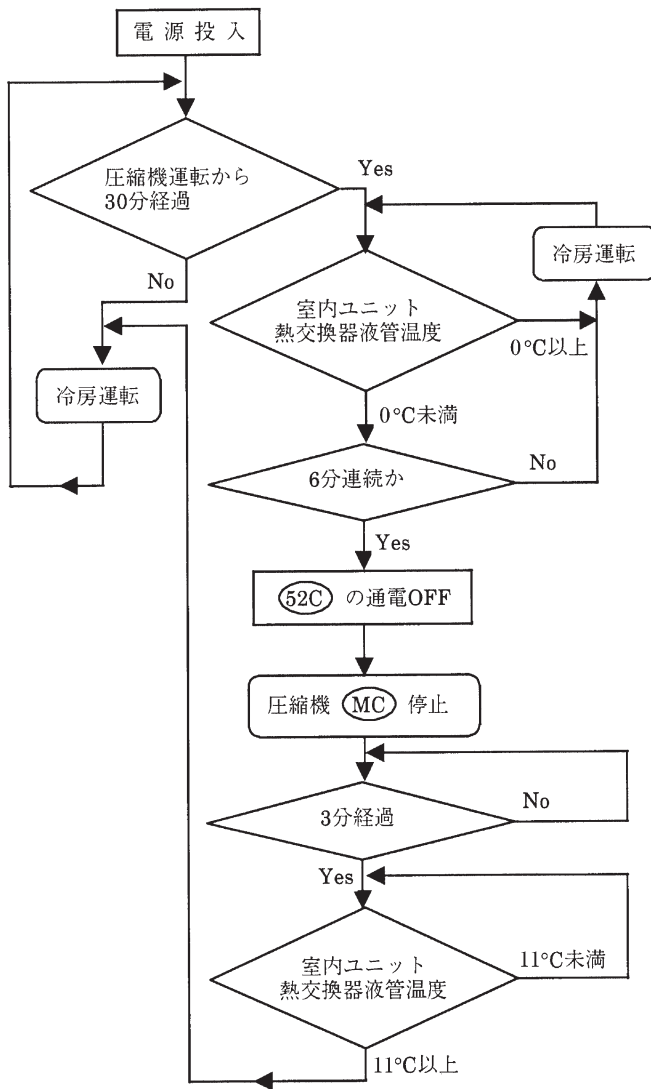 電源投入
圧縮機運転から
30分経過
Yes
No
冷房運転
冷房運転
室内ユニット
熱交換器液管温度
0°C以上
0°C未満
6分連続か
No
Yes
52C の通電OFF
圧縮機 MC 停止
3分経過
No
Yes
室内ユニット
熱交換器液管温度
11°C未満
11°C以上